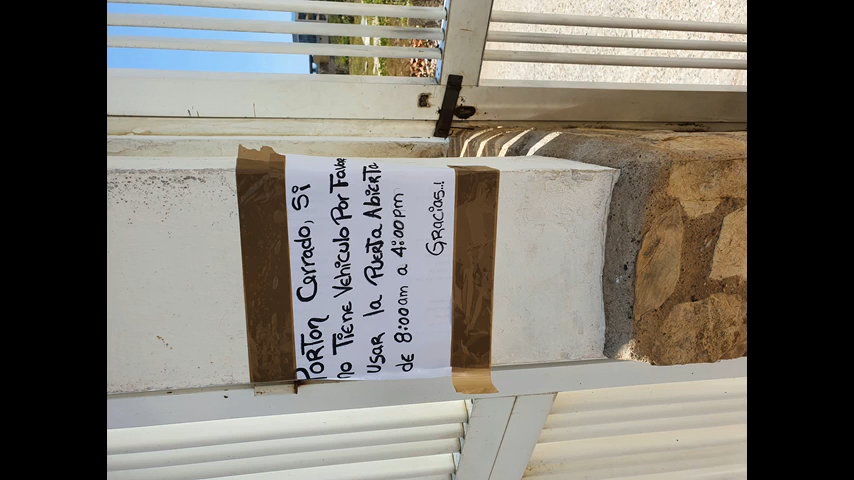 PORTON Cerrado, Si
no Tiene Vehiculo Por Favor
usar la Puerta Abierta
de 8:00am a 4:00pm
Gracias..!